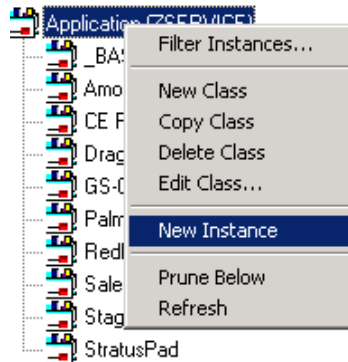 Application (ZSERVICE)
Filter Instances...
New Class
Copy Class
Delete Class
Edit Class...
New Instance
Prune Below
Refresh
_BA
Amo
CE
Drag
Palm
Redl
Sale
Stag
StratusPad